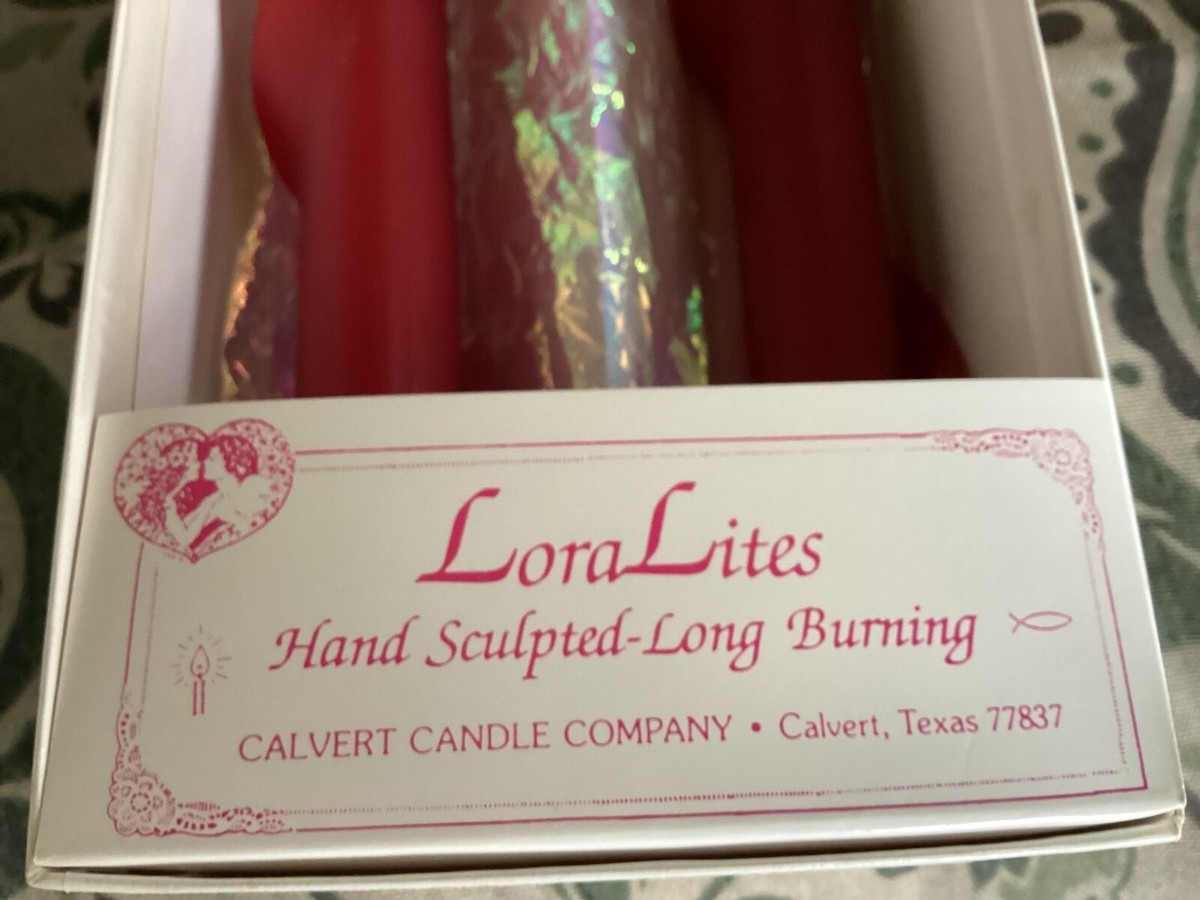 LoraLites
Hand Sculpted-Long Burning
CALVERT CANDLE COMPANY • Calvert, Texas 77837